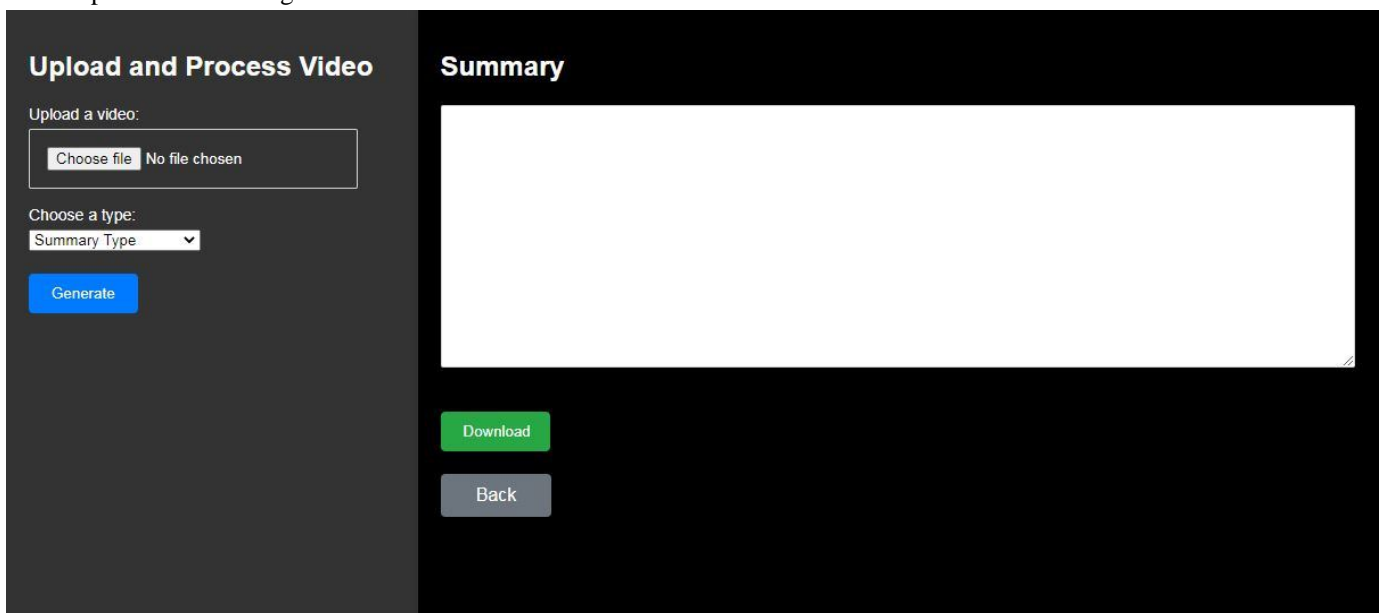 Upload and Process Video
Upload a video:
Choose file No file chosen
Choose a type:
Summary Type
Generate
Summary
Download
Back